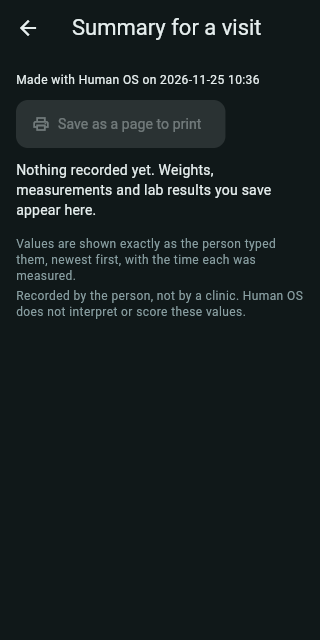 Summary for a visit
Made with Human OS on 2026-11-25 10:36
Save as a page to print
Nothing recorded yet. Weights,
measurements and lab results you save
appear here.
Values are shown exactly as the person typed
them, newest first, with the time each was
measured.
Recorded by the person, not by a clinic. Human OS
does not interpret or score these values.